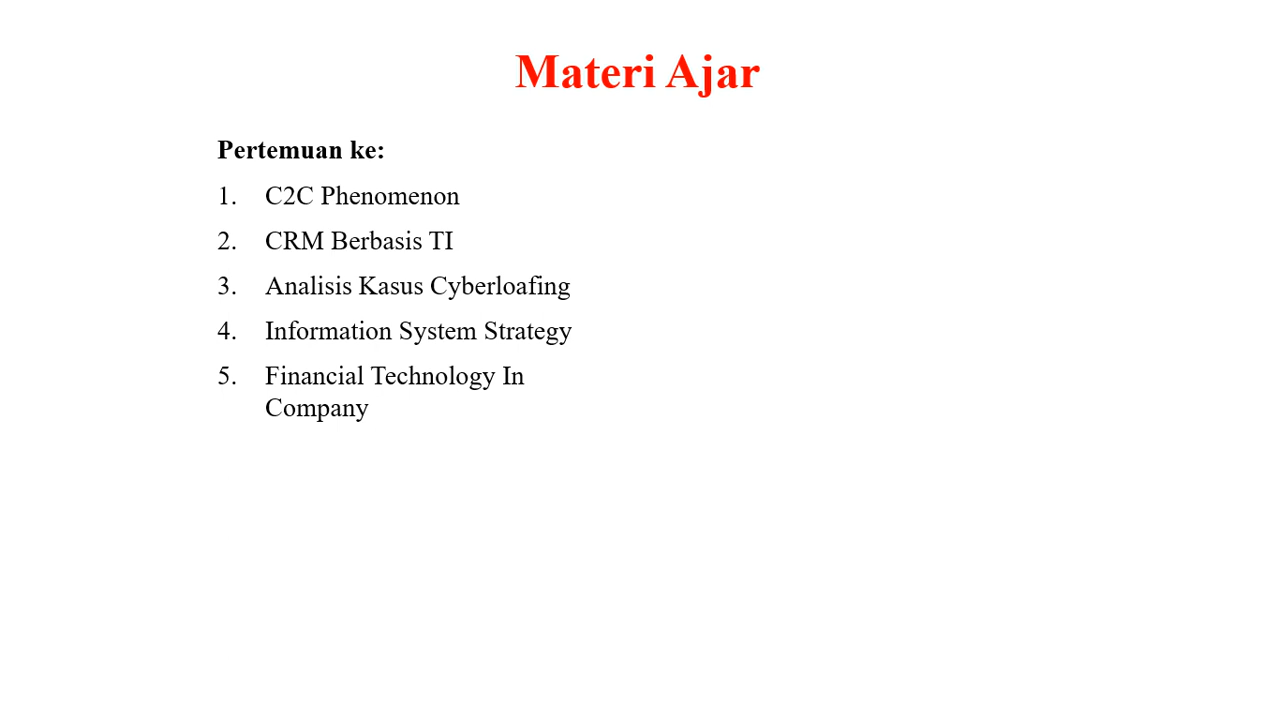 Materi Ajar
Pertemuan ke:
1. C2C Phenomenon
2. CRM Berbasis TI
3. Analisis Kasus Cyberloafing
4. Information System Strategy
5. Financial Technology In
Company